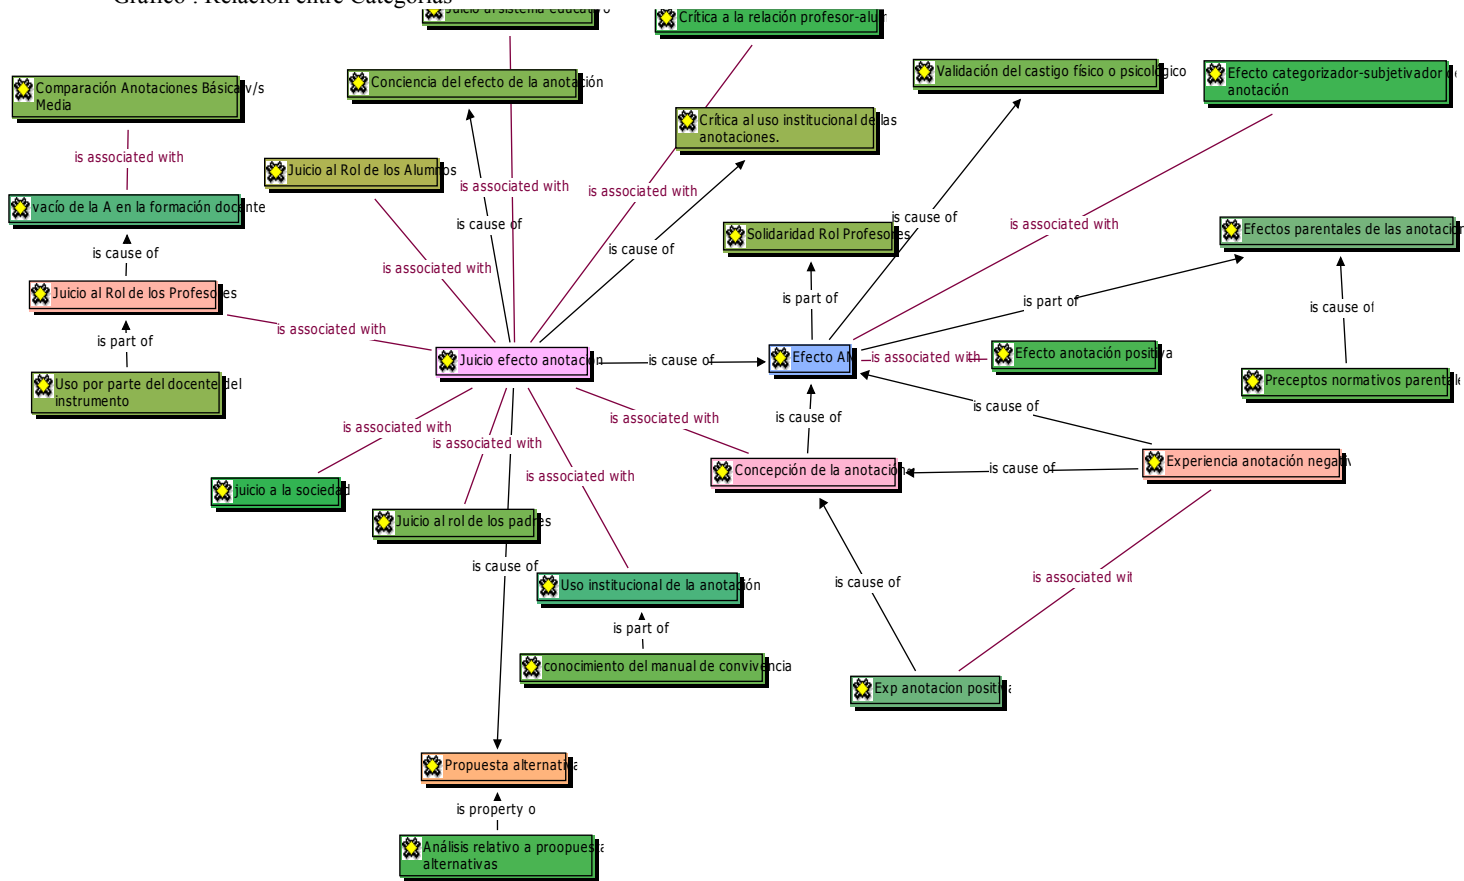 Gráfico : Relación entre Categorías
Juicio al sistema educativo
Crítica a la relación profesor-alu
Comparación Anotaciones Básica v/s
Media
Conciencia del efecto de la anotación
Validación del castigo físico o psicológico
Efecto categorizador-subjetivador de
anotación
Crítica al uso institucional de las
anotaciones.
is associated with
Juicio al Rol de los Alumnos
is associated with
is associated with
is cause of
is cause of
is associated with
vacío de la A en la formación docente
Solidaridad Rol Profesores
Efectos parentales de las anotacion
is cause of
is cause of
is associated with
Juicio al Rol de los Profesores
is part of
is part of
is cause of
is associated with
is part of
Juicio efecto anotación
is cause of
Efecto AN
is associated with
Efecto anotación positiva
Uso por parte del docente del
instrumento
Preceptos normativos parentale
is associated with
is associated with
is associated with
is cause of
is cause of
is associated with
Concepción de la anotación
is cause of
Experiencia anotación negativ
juicio a la sociedad
Juicio al rol de los padres
is cause of
Uso institucional de la anotación
is cause of
is associated wit
is part of
conocimiento del manual de convivencia
Exp anotacion positiva
Propuesta alternativa
is property o
Análisis relativo a proopuesta
alternativas